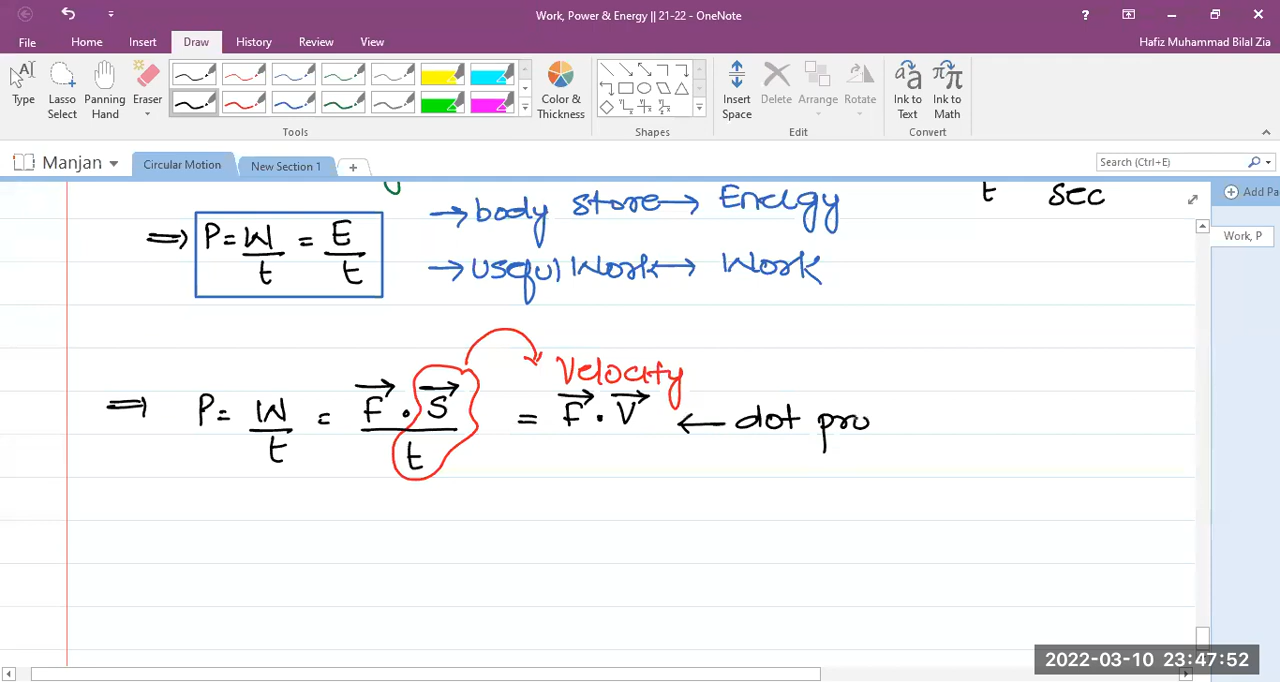 Work, Power & Energy || 21-22 - OneNote
File Home Insert Draw History Review View
Hafiz Muhammad Bilal Zia
Type Lasso Select Panning Hand Eraser Color & Thickness Insert Space Delete Arrange Rotate Ink to Text Ink to Math
Tools Shapes Edit Convert
Manjan Circular Motion New Section 1
Search (Ctrl+E)
Add Pa
Work, P
t sec
→ body store → Energy
⇒ P = W/t = E/t
→ useful Work → Work
Velocity
⇒ P = W/t = F⃗ . S⃗ / t = F⃗ . V⃗ ← dot pro
2022-03-10 23:47:52